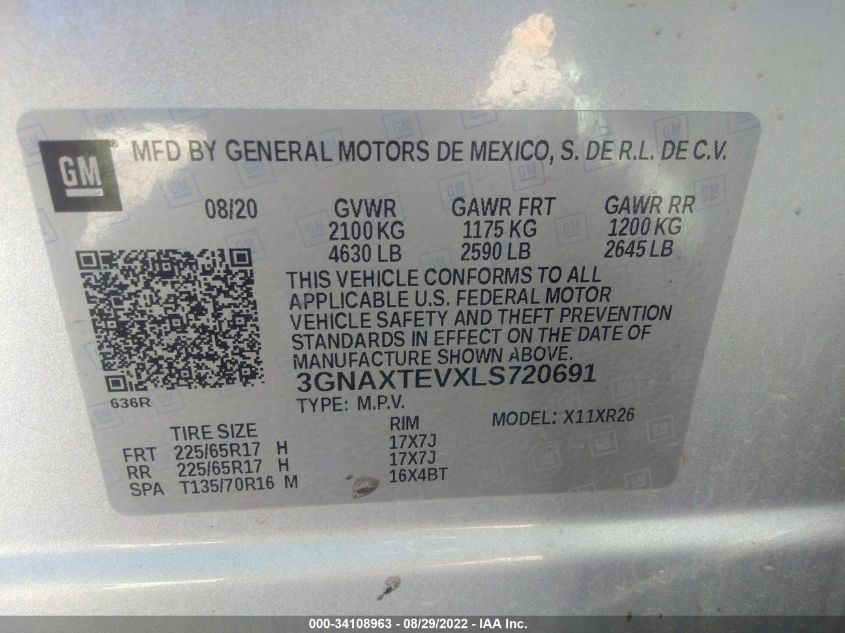 GM MFD BY GENERAL MOTORS DE MEXICO, S. DE R.L. DE C.V.
08/20 GVWR GAWR FRT GAWR RR
2100 KG 1175 KG 1200 KG
4630 LB 2590 LB 2645 LB
THIS VEHICLE CONFORMS TO ALL
APPLICABLE U.S. FEDERAL MOTOR
VEHICLE SAFETY AND THEFT PREVENTION
STANDARDS IN EFFECT ON THE DATE OF
MANUFACTURE SHOWN ABOVE.
3GNAXTEVXLS720691
636R
TYPE: M.P.V. MODEL: X11XR26
TIRE SIZE RIM
FRT 225/65R17 H 17X7J
RR 225/65R17 H 17X7J
SPA T135/70R16 M 16X4BT
000-34108963 - 08/29/2022 - IAA Inc.